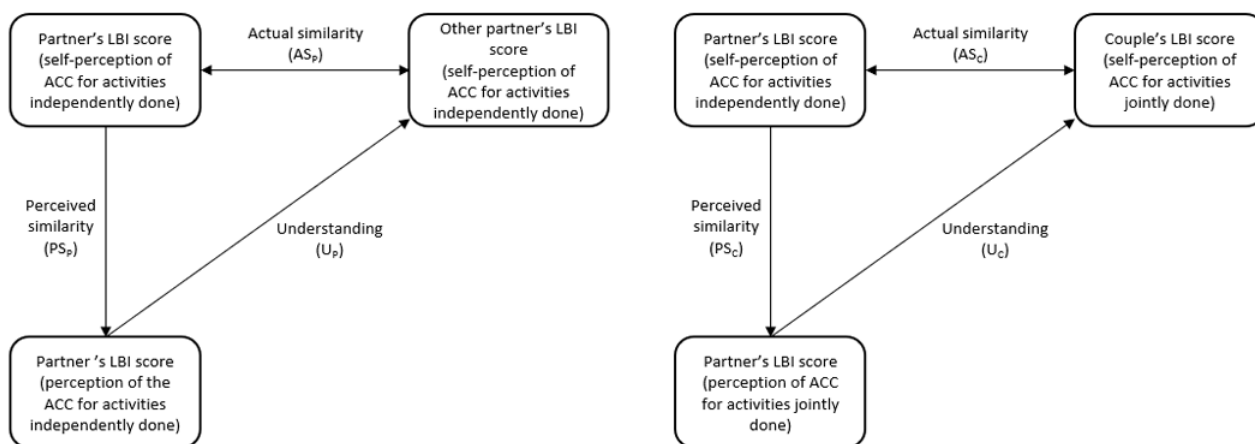 Partner's LBI score
(self-perception of
ACC for activities
independently done)
Actual similarity
(ASₚ)
Other partner's LBI
score
(self-perception of
ACC for activities
independently done)
Perceived
similarity
(PSₚ)
Understanding
(Uₚ)
Partner 's LBI score
(perception of the
ACC for activities
independently done)
Partner's LBI score
(self-perception of
ACC for activities
independently done)
Actual similarity
(AS_C)
Couple's LBI score
(self-perception of
ACC for activities
jointly done)
Perceived
similarity
(PS_C)
Understanding
(U_C)
Partner's LBI score
(perception of ACC
for activities jointly
done)